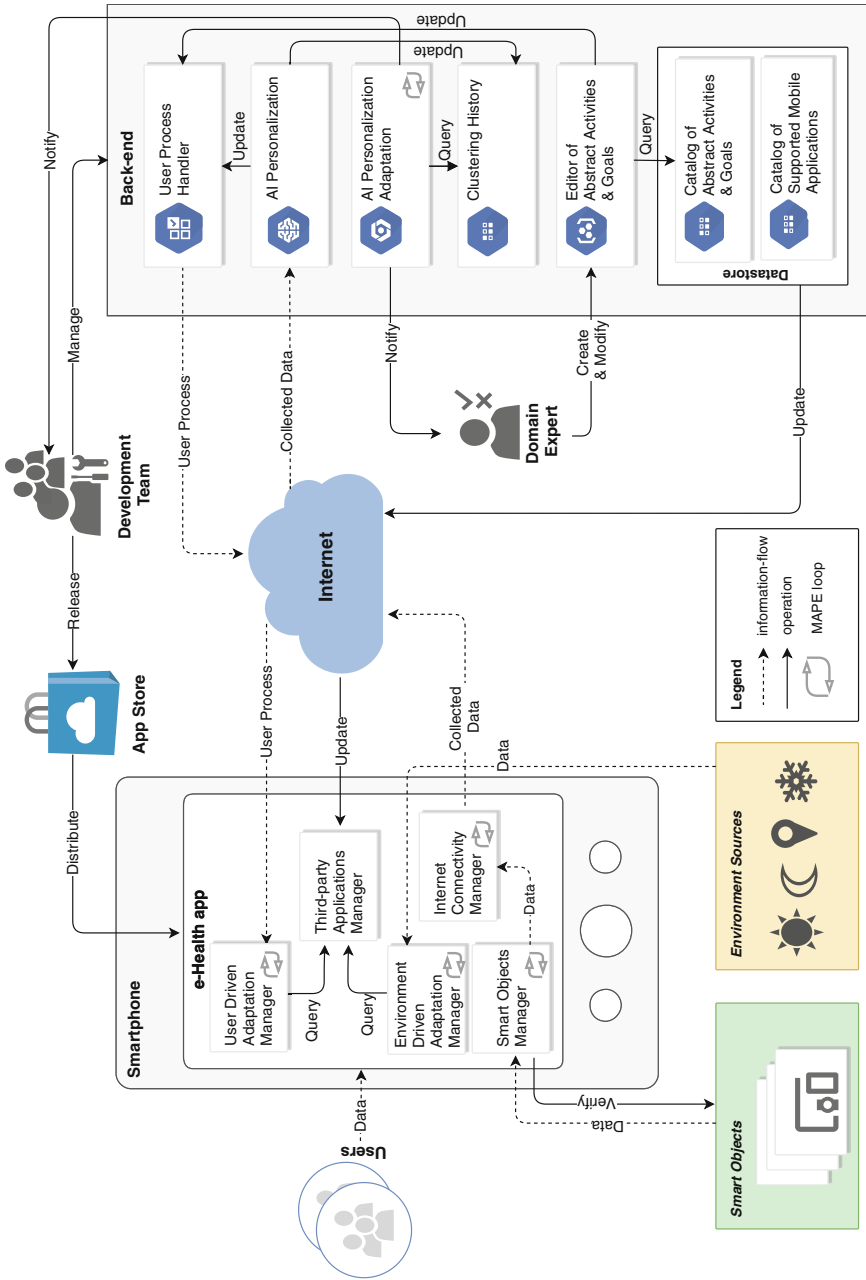 Users
Data
Smartphone
e-Health app
User Driven
Adaptation
Manager
Query
Third-party
Applications
Manager
Query
Environment
Driven
Adaptation
Manager
Internet
Connectivity
Manager
Data
Smart Objects
Manager
Data
Verify
Smart Objects
Environment Sources
Distribute
App Store
Release
Development
Team
Manage
Notify
User Process
Update
Collected
Data
Data
Internet
User Process
Collected Data
Notify
Domain
Expert
Create
& Modify
Update
Legend
information-flow
operation
MAPE loop
Back-end
Update
User Process
Handler
Update
Update
AI Personalization
AI Personalization
Adaptation
Query
Clustering History
Editor of
Abstract Activities
& Goals
Query
Datastore
Catalog of
Abstract Activities
& Goals
Catalog of
Supported Mobile
Applications